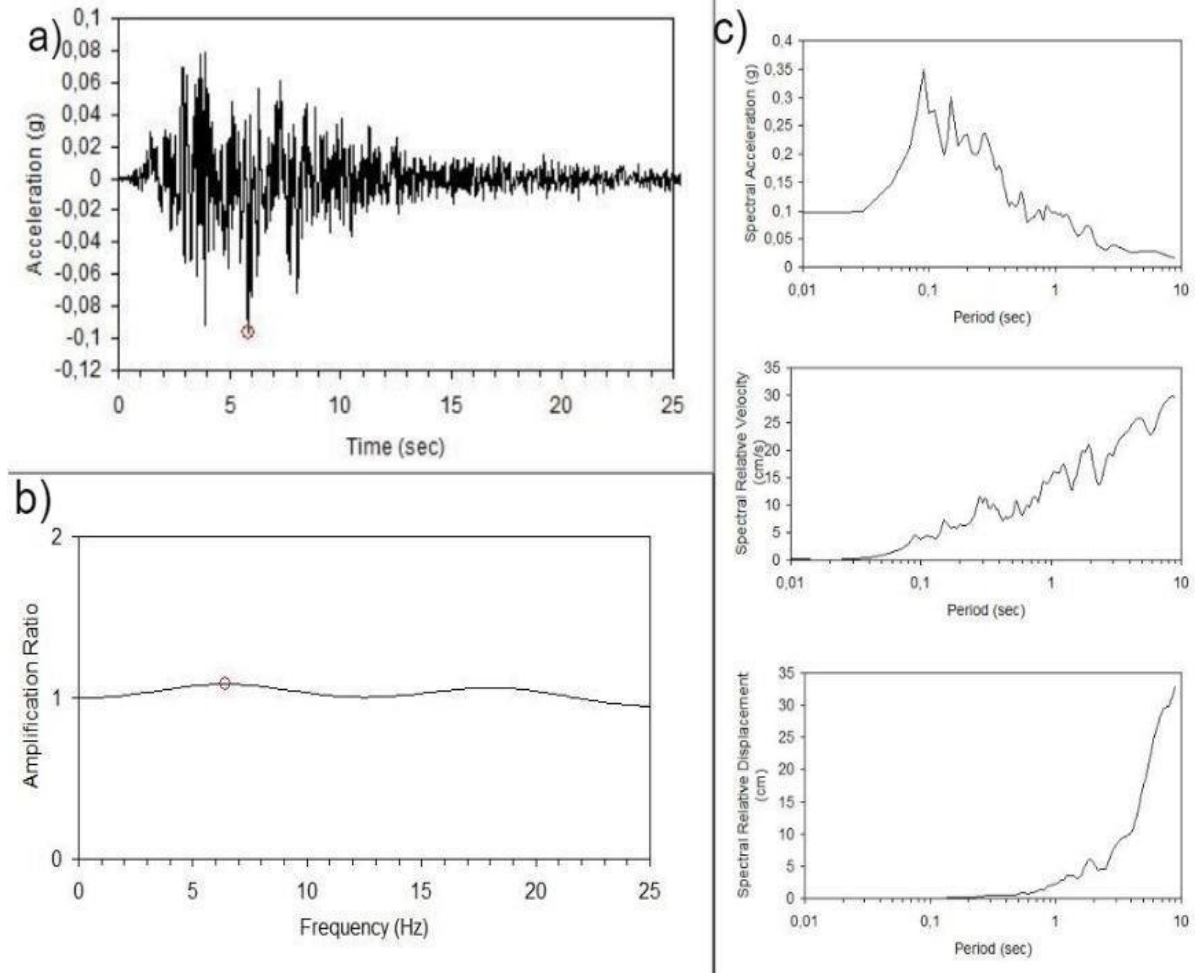 a)
0,1
0,08
0,06
0,04
0,02
0
-0,02
-0,04
-0,06
-0,08
-0,1
-0,12
Acceleration (g)
0 5 10 15 20 25
Time (sec)
b)
2
1
0
Amplification Ratio
0 5 10 15 20 25
Frequency (Hz)
c)
0,4
0,35
0,3
0,25
0,2
0,15
0,1
0,05
0
Spectral Acceleration (g)
0,01 0,1 1 10
Period (sec)
35
30
25
20
15
10
5
0
Spectral Relative Velocity
(cm/s)
0,01 0,1 1 10
Period (sec)
35
30
25
20
15
10
5
0
Spectral Relative Displacement
(cm)
0,01 0,1 1 10
Period (sec)